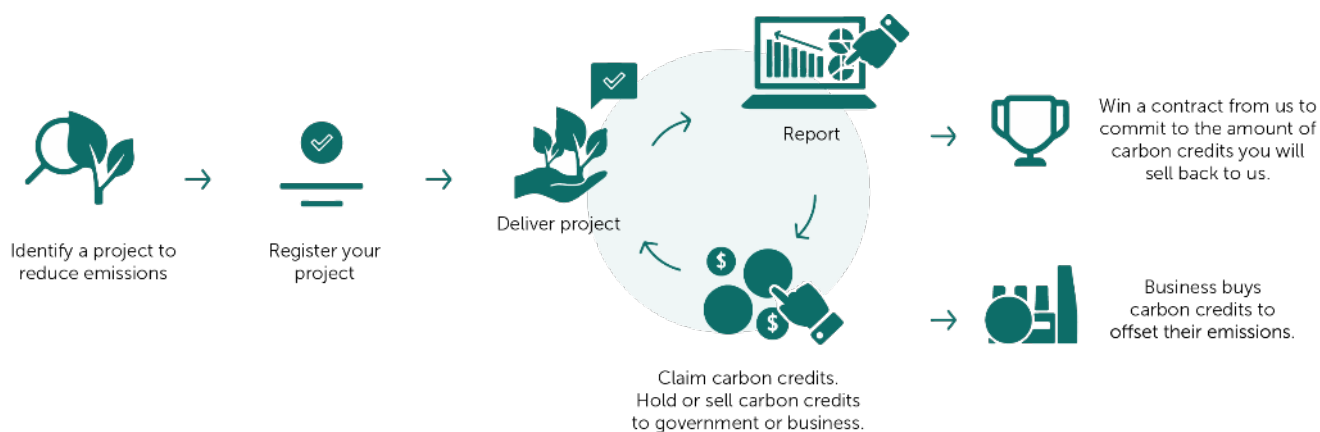 Identify a project to
reduce emissions
Register your
project
Deliver project
Report
$
$
Claim carbon credits.
Hold or sell carbon credits
to government or business.
Win a contract from us to
commit to the amount of
carbon credits you will
sell back to us.
Business buys
carbon credits to
offset their emissions.